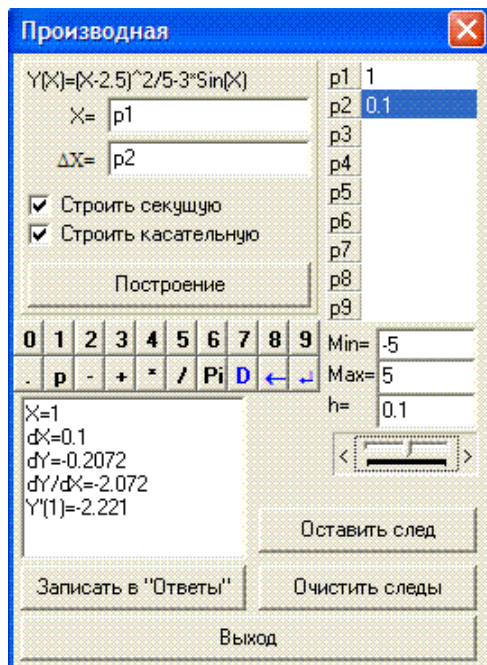 Производная
Y(X)=(X-2.5)^2/5-3*Sin(X)
X= p1
ΔX= p2
Строить секущую
Строить касательную
Построение
p1 1
p2 0.1
p3
p4
p5
p6
p7
p8
p9
0 1 2 3 4 5 6 7 8 9
. p - + * / Pi D ← ↵
Min= -5
Max= 5
h= 0.1
< >
X=1
dX=0.1
dY=-0.2072
dY/dX=-2.072
Y'(1)=-2.221
Оставить след
Записать в "Ответы"
Очистить следы
Выход